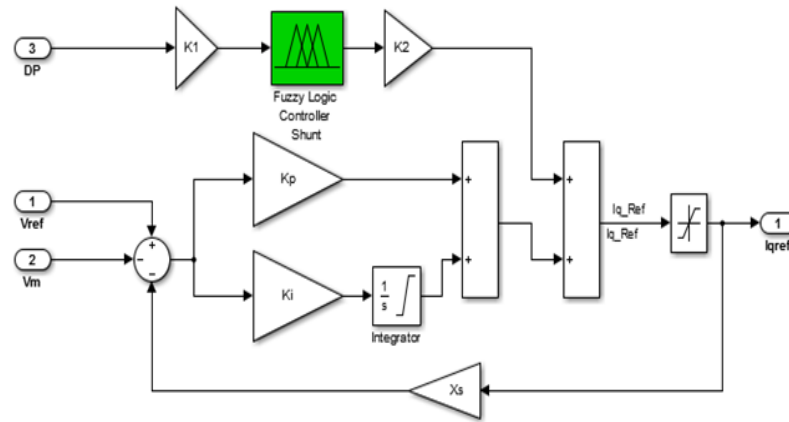 3
DP
K1
Fuzzy Logic
Controller
Shunt
K2
1
Vref
2
Vm
+
-
-
Kp
Ki
1
s
Integrator
+
+
+
+
Iq_Ref
Iq_Ref
1
Iqref
Xs